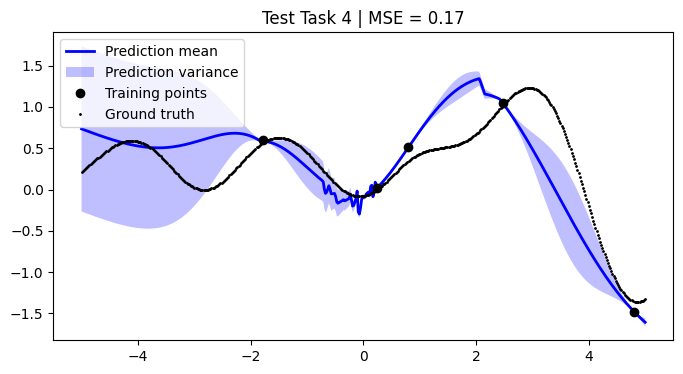 Test Task 4 | MSE = 0.17
Prediction mean
Prediction variance
Training points
Ground truth
1.5
1.0
0.5
0.0
−0.5
−1.0
−1.5
−4
−2
0
2
4